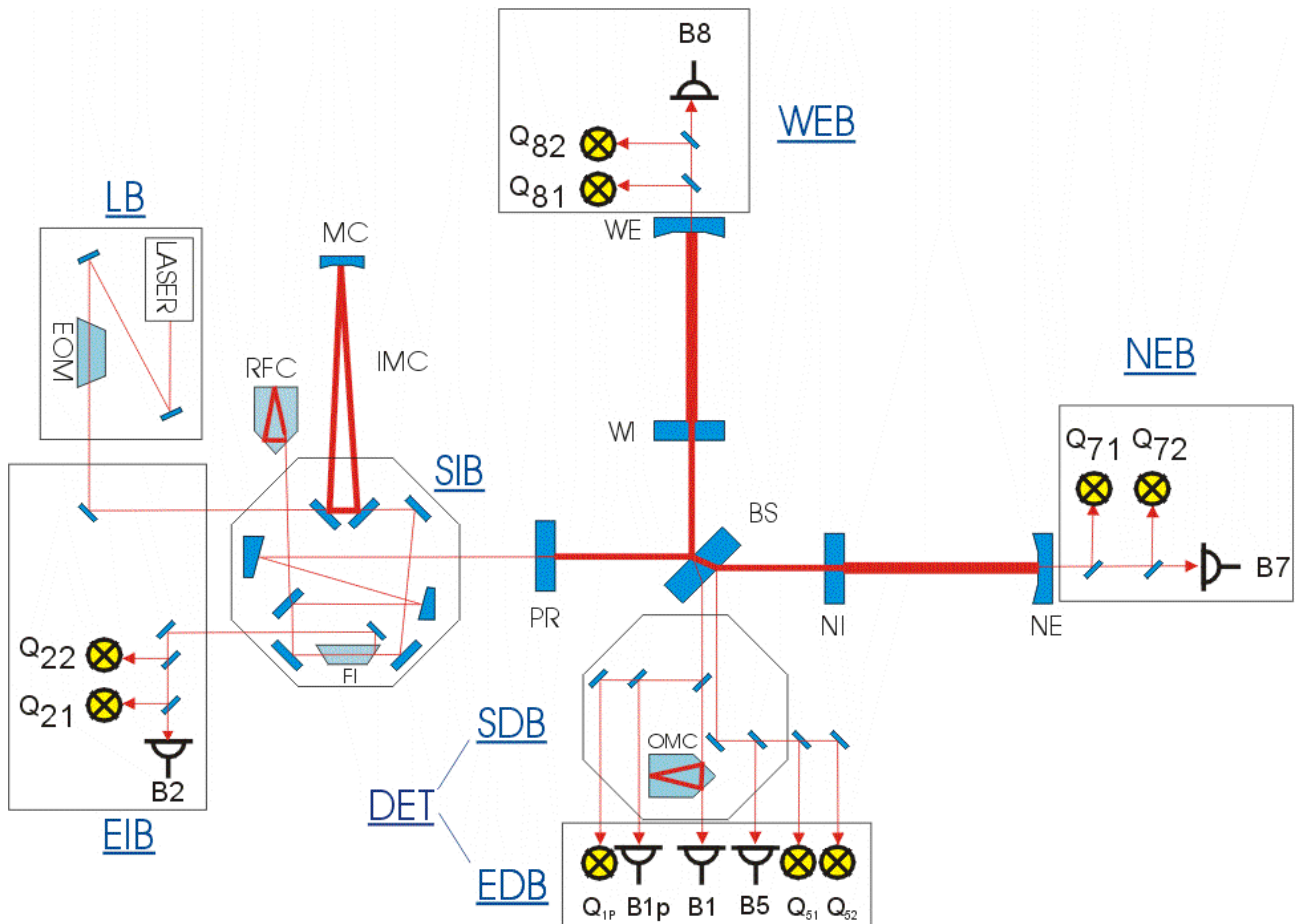 B8
WEB
Q82
Q81
LB
WE
MC
LASER
EOM
RFC
IMC
NEB
WI
Q71
Q72
SIB
BS
B7
PR
NI
NE
Q22
FI
Q21
SDB
OMC
B2
DET
EIB
EDB
Q1P
B1p
B1
B5
Q51
Q52